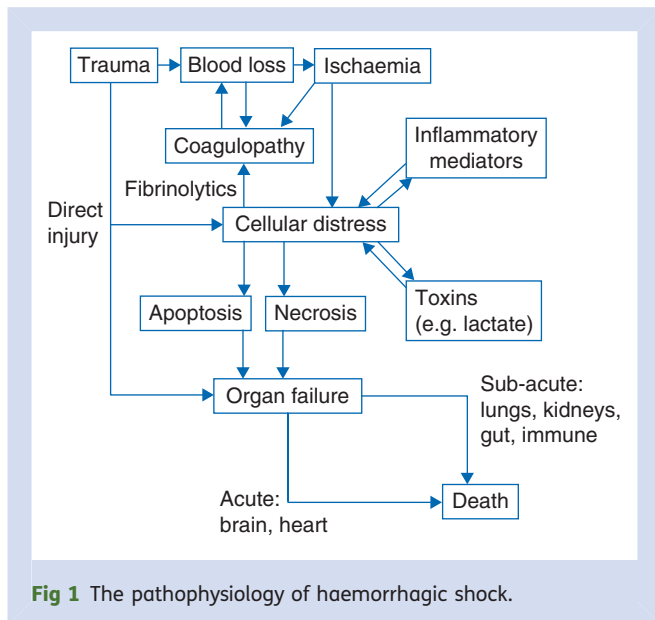 Trauma
Blood loss
Ischaemia
Coagulopathy
Inflammatory
mediators
Fibrinolytics
Direct
injury
Cellular distress
Apoptosis
Necrosis
Toxins
(e.g. lactate)
Organ failure
Sub-acute:
lungs, kidneys,
gut, immune
Acute:
brain, heart
Death
Fig 1 The pathophysiology of haemorrhagic shock.